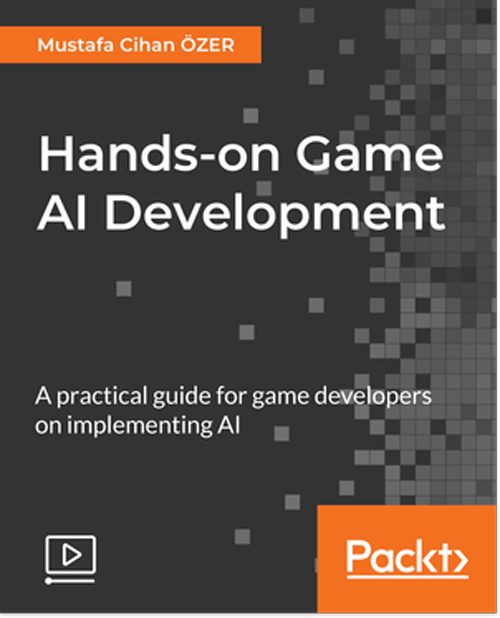 Mustafa Cihan ÖZER
Hands-on Game
AI Development
A practical guide for game developers
on implementing AI
Packt>